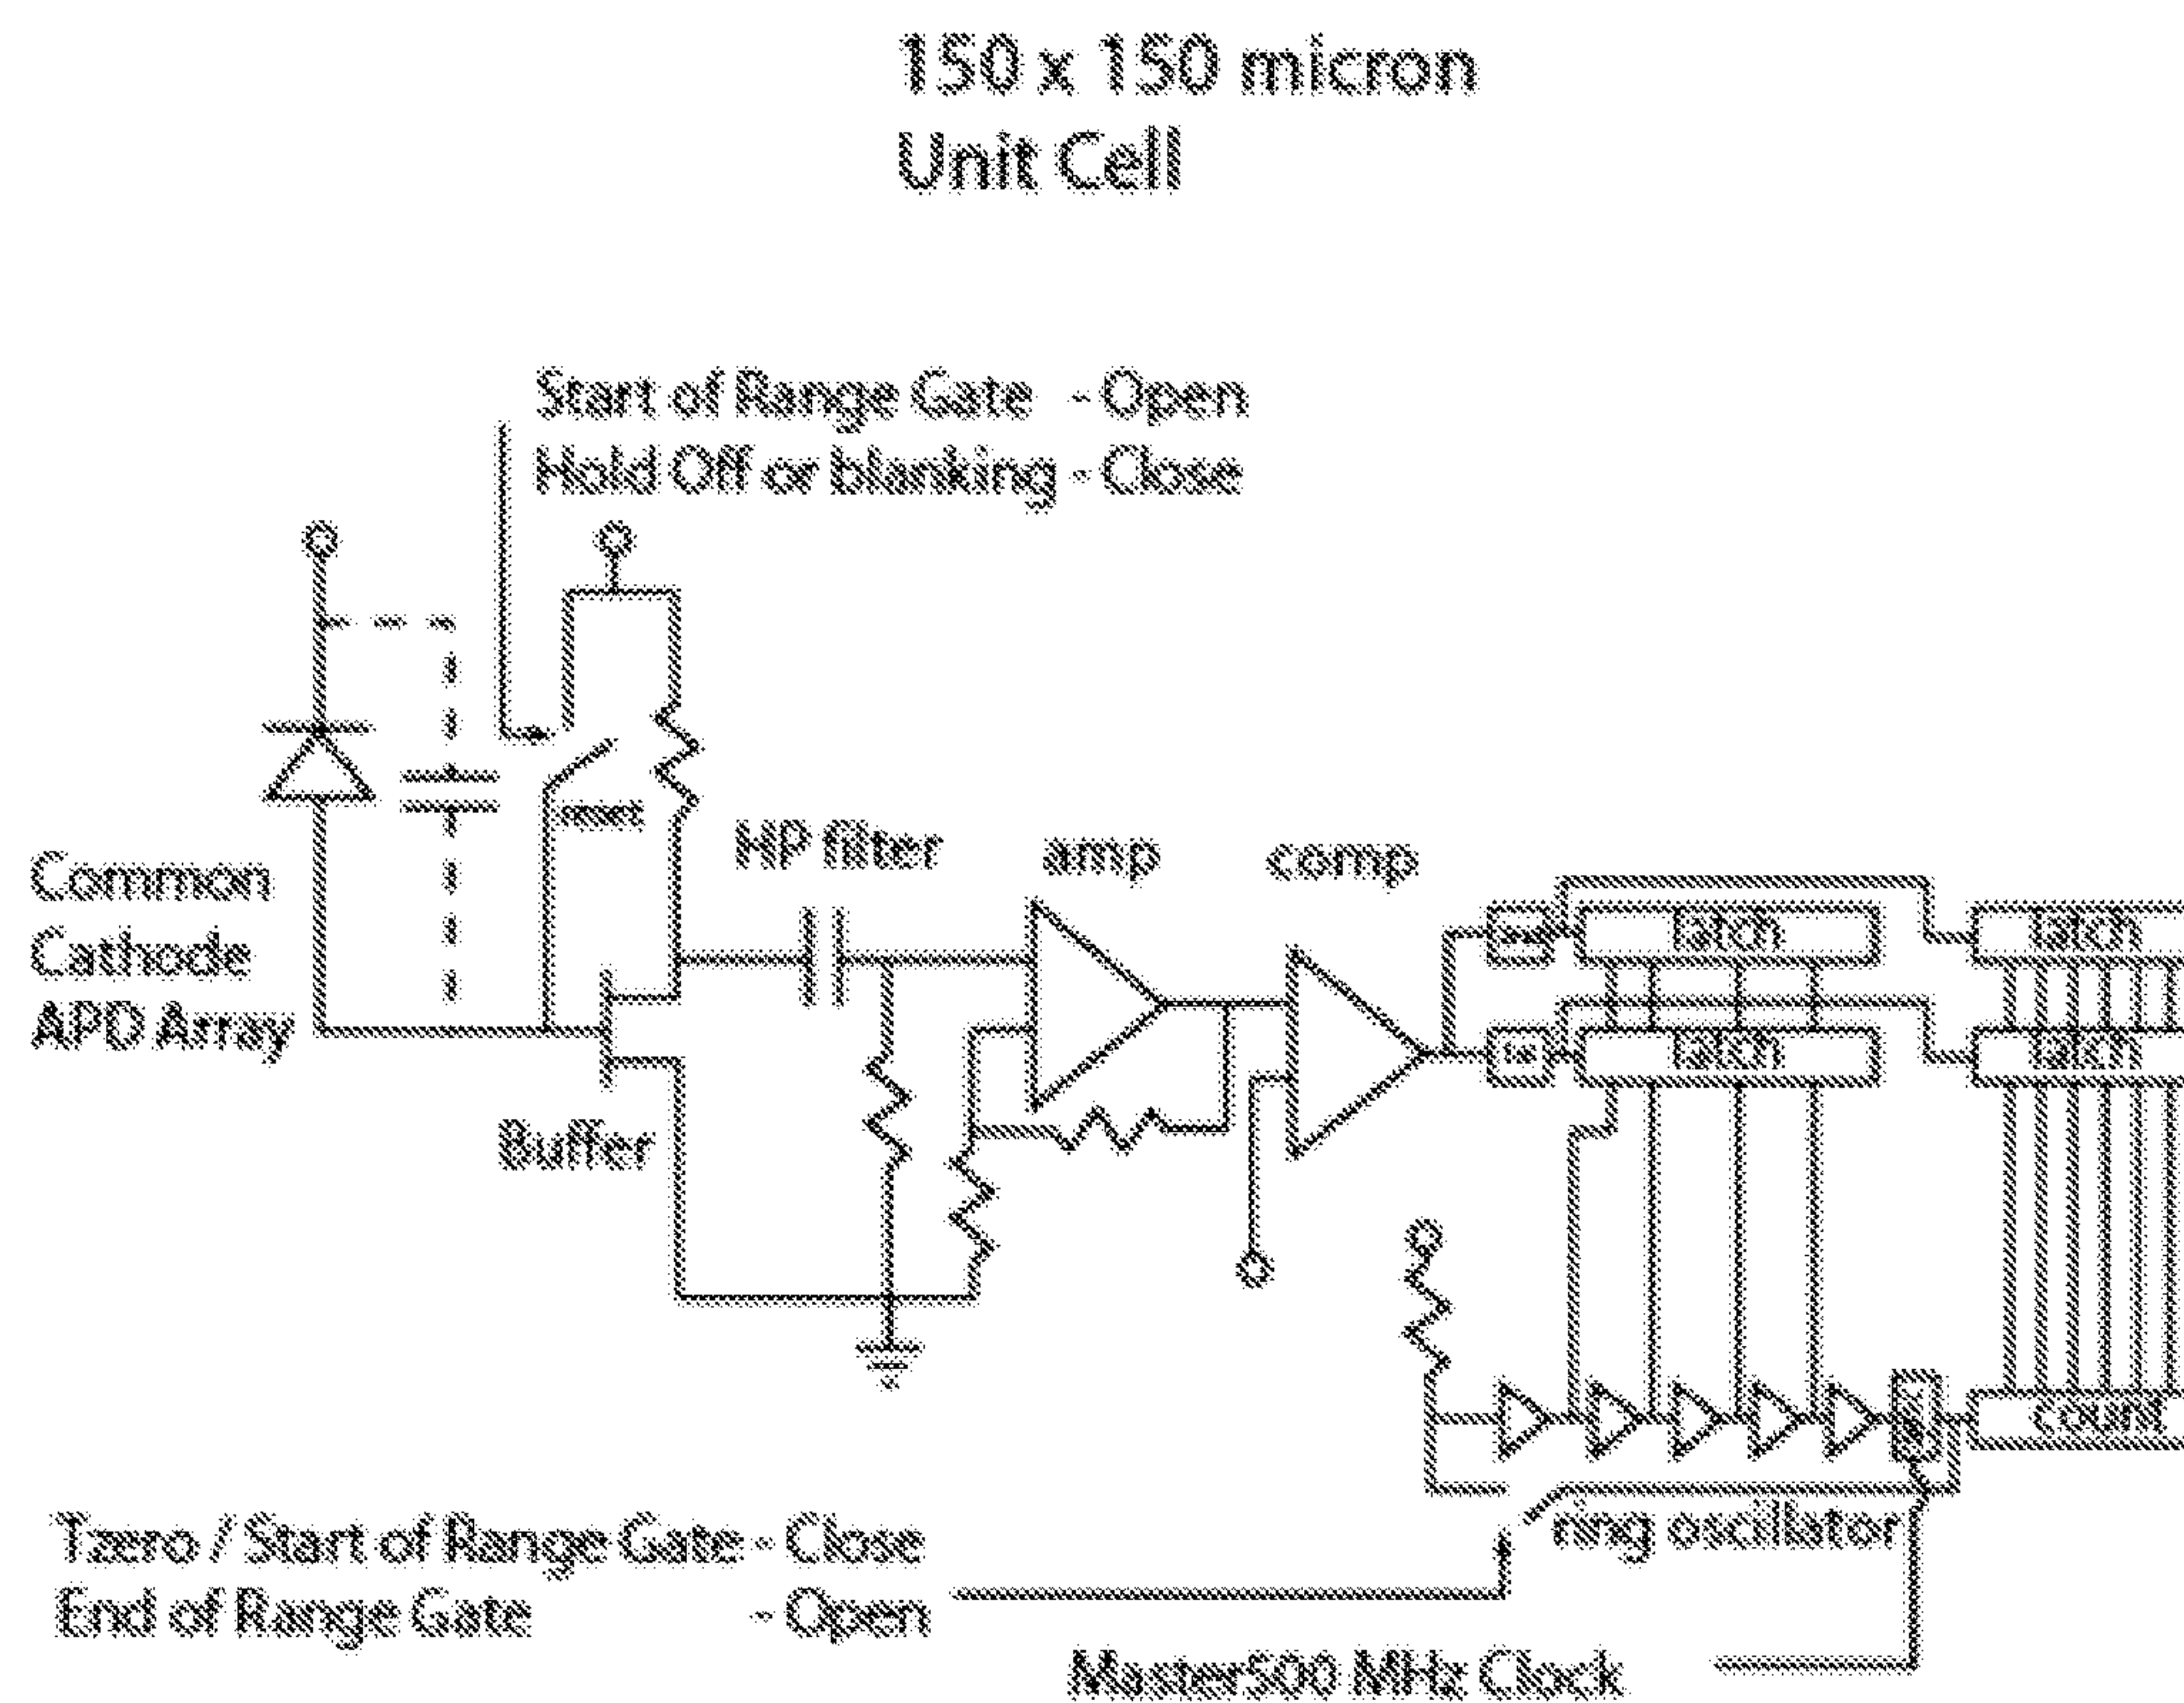 150 x 150 micron
Unit Cell
Start of Range Gate - Open
Hold Off or blanking - Close
reset
HP filter
amp
comp
Common
Cathode
APD Array
latch
latch
latch
latch
Buffer
count
ring oscillator
Tzero / Start of Range Gate - Close
End of Range Gate - Open
Master500 MHz Clock